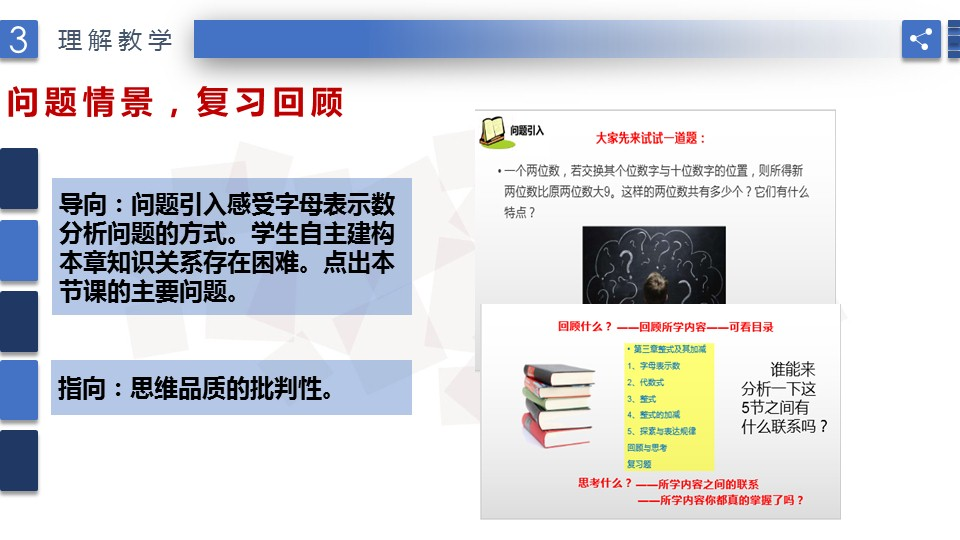 3 理解教学
问题情景，复习回顾
导向：问题引入感受字母表示数
分析问题的方式。学生自主建构
本章知识关系存在困难。点出本
节课的主要问题。
指向：思维品质的批判性。
问题引入
大家先来试试一道题：
•一个两位数，若交换其个位数字与十位数字的位置，则所得新
两位数比原两位数大9。这样的两位数共有多少个？它们有什么
特点？
回顾什么？——回顾所学内容——可看目录
• 第三章整式及其加减
1、字母表示数
2、代数式
3、整式
4、整式的加减
5、探索与表达规律
回顾与思考
复习题
谁能来
分析一下这
5节之间有
什么联系吗？
思考什么？——所学内容之间的联系
——所学内容你都真的掌握了吗？